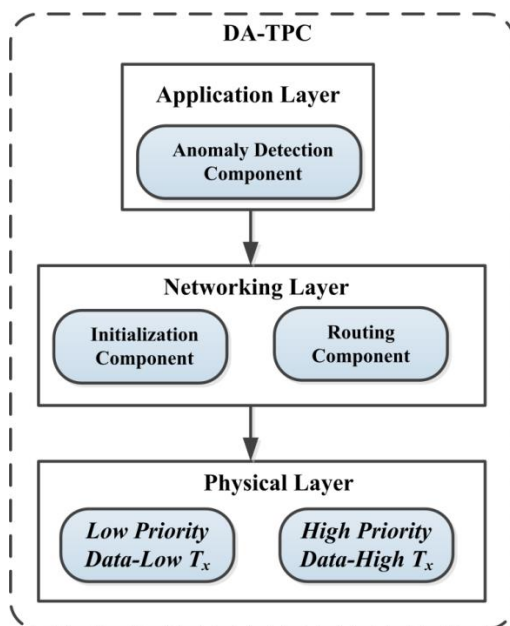 DA-TPC
Application Layer
Anomaly Detection
Component
Networking Layer
Initialization
Component
Routing
Component
Physical Layer
Low Priority
Data-Low Tx
High Priority
Data-High Tx